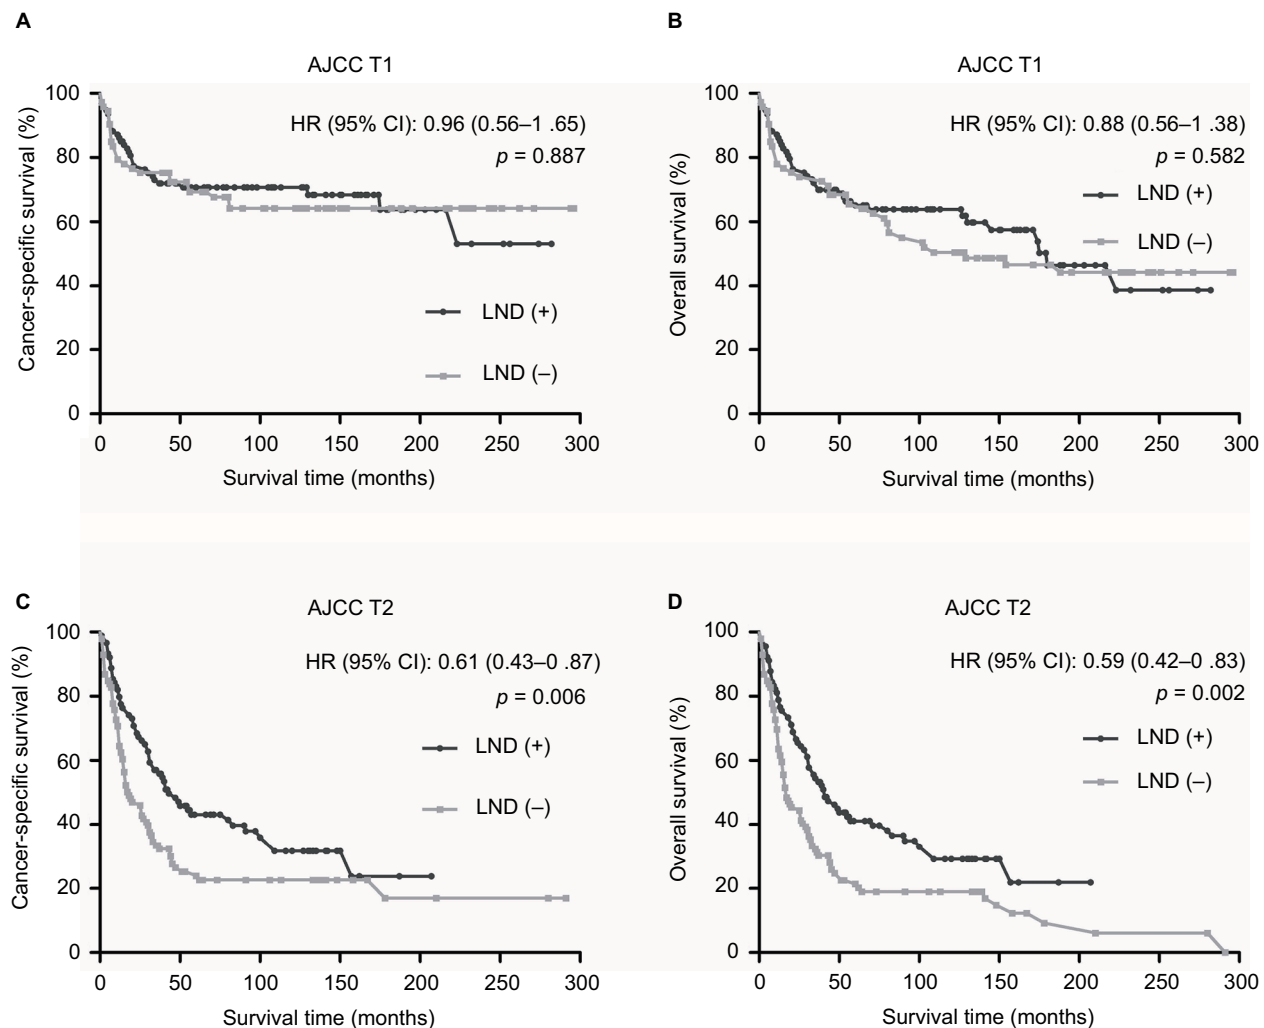 A
AJCC T1
HR (95% CI): 0.96 (0.56–1 .65)
p = 0.887
Cancer-specific survival (%)
100
80
60
40
20
0
LND (+)
LND (–)
0 50 100 150 200 250 300
Survival time (months)
B
AJCC T1
HR (95% CI): 0.88 (0.56–1 .38)
p = 0.582
LND (+)
LND (–)
Overall survival (%)
100
80
60
40
20
0
0 50 100 150 200 250 300
Survival time (months)
C
AJCC T2
HR (95% CI): 0.61 (0.43–0 .87)
p = 0.006
LND (+)
LND (–)
Cancer-specific survival (%)
100
80
60
40
20
0
0 50 100 150 200 250 300
Survival time (months)
D
AJCC T2
HR (95% CI): 0.59 (0.42–0 .83)
p = 0.002
LND (+)
LND (–)
Overall survival (%)
100
80
60
40
20
0
0 50 100 150 200 250 300
Survival time (months)